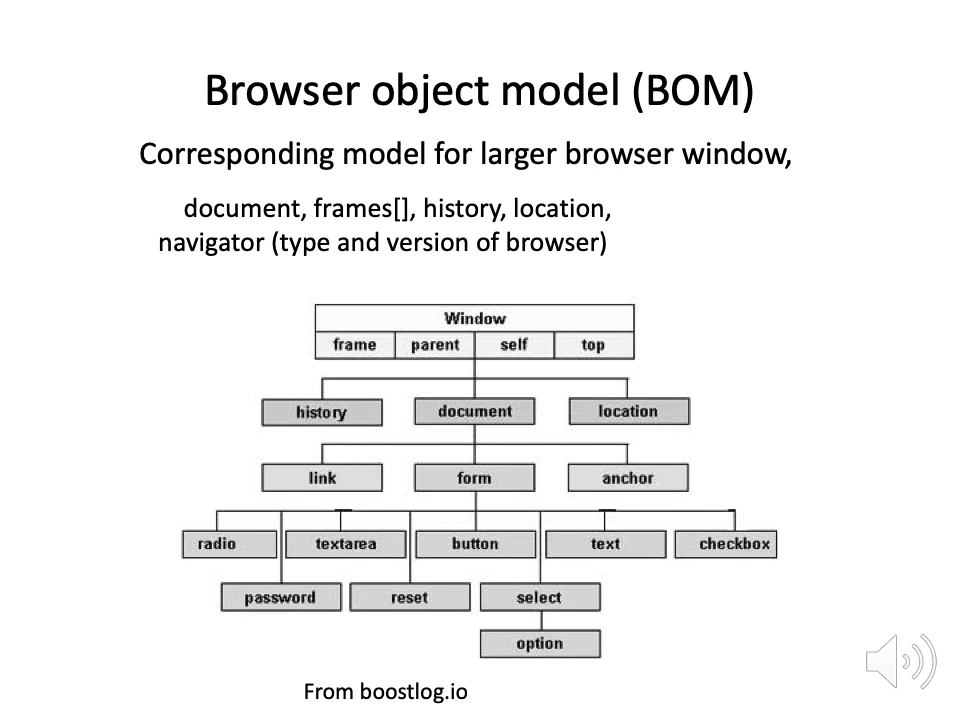 Browser object model (BOM)
Corresponding model for larger browser window,
document, frames[], history, location,
navigator (type and version of browser)
Window
frame parent self top
history document location
link form anchor
radio textarea button text checkbox
password reset select
option
From boostlog.io